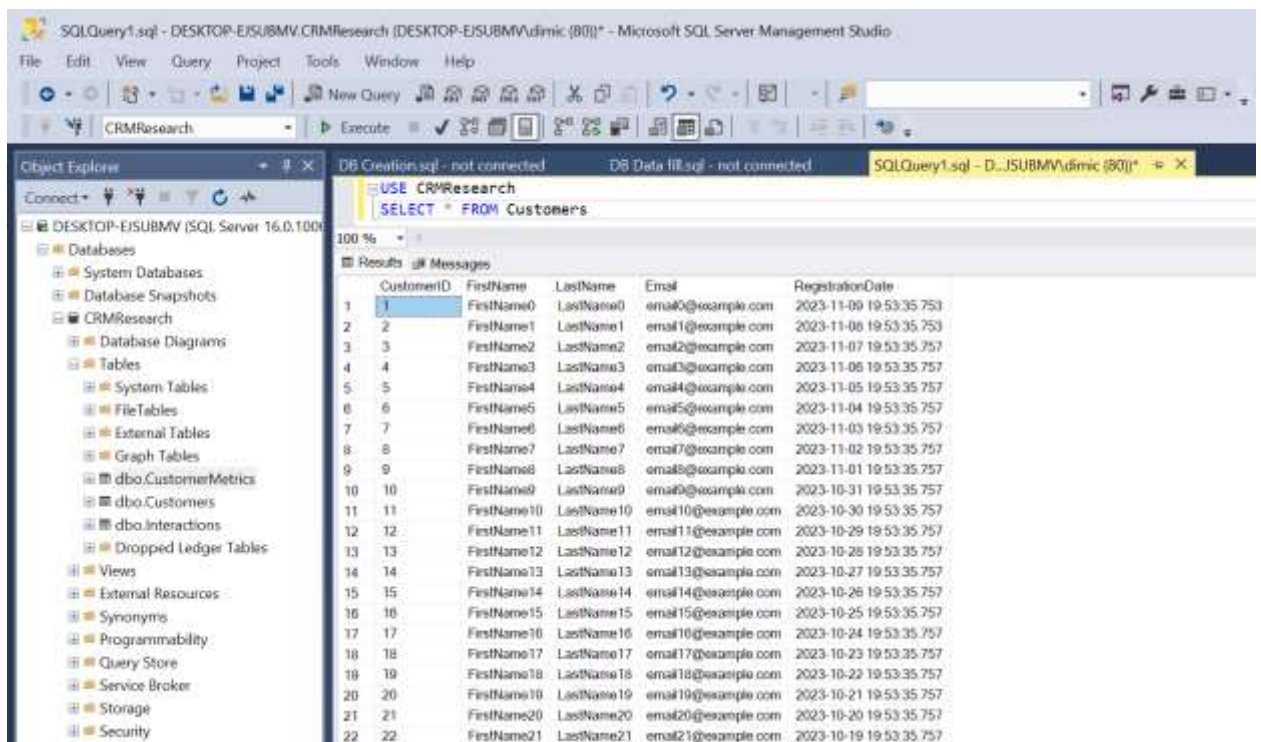 SQLQuery1.sql - DESKTOP-EJSUBMV.CRMResearch (DESKTOP-EJSUBMV\dimic (80))* - Microsoft SQL Server Management Studio
File Edit View Query Project Tools Window Help
New Query
CRMResearch Execute
Object Explorer
Connect
DESKTOP-EJSUBMV (SQL Server 16.0.100
Databases
System Databases
Database Snapshots
CRMResearch
Database Diagrams
Tables
System Tables
FileTables
External Tables
Graph Tables
dbo.CustomerMetrics
dbo.Customers
dbo.Interactions
Dropped Ledger Tables
Views
External Resources
Synonyms
Programmability
Query Store
Service Broker
Storage
Security
DB Creation.sql - not connected DB Data fill.sql - not connected SQLQuery1.sql - D...JSUBMV\dimic (80))*
USE CRMResearch
SELECT * FROM Customers
100 %
Results Messages
CustomerID FirstName LastName Email RegistrationDate
1 1 FirstName0 LastName0 email0@example.com 2023-11-09 19:53:35.753
2 2 FirstName1 LastName1 email1@example.com 2023-11-08 19:53:35.753
3 3 FirstName2 LastName2 email2@example.com 2023-11-07 19:53:35.757
4 4 FirstName3 LastName3 email3@example.com 2023-11-06 19:53:35.757
5 5 FirstName4 LastName4 email4@example.com 2023-11-05 19:53:35.757
6 6 FirstName5 LastName5 email5@example.com 2023-11-04 19:53:35.757
7 7 FirstName6 LastName6 email6@example.com 2023-11-03 19:53:35.757
8 8 FirstName7 LastName7 email7@example.com 2023-11-02 19:53:35.757
9 9 FirstName8 LastName8 email8@example.com 2023-11-01 19:53:35.757
10 10 FirstName9 LastName9 email9@example.com 2023-10-31 19:53:35.757
11 11 FirstName10 LastName10 email10@example.com 2023-10-30 19:53:35.757
12 12 FirstName11 LastName11 email11@example.com 2023-10-29 19:53:35.757
13 13 FirstName12 LastName12 email12@example.com 2023-10-28 19:53:35.757
14 14 FirstName13 LastName13 email13@example.com 2023-10-27 19:53:35.757
15 15 FirstName14 LastName14 email14@example.com 2023-10-26 19:53:35.757
16 16 FirstName15 LastName15 email15@example.com 2023-10-25 19:53:35.757
17 17 FirstName16 LastName16 email16@example.com 2023-10-24 19:53:35.757
18 18 FirstName17 LastName17 email17@example.com 2023-10-23 19:53:35.757
19 19 FirstName18 LastName18 email18@example.com 2023-10-22 19:53:35.757
20 20 FirstName19 LastName19 email19@example.com 2023-10-21 19:53:35.757
21 21 FirstName20 LastName20 email20@example.com 2023-10-20 19:53:35.757
22 22 FirstName21 LastName21 email21@example.com 2023-10-19 19:53:35.757